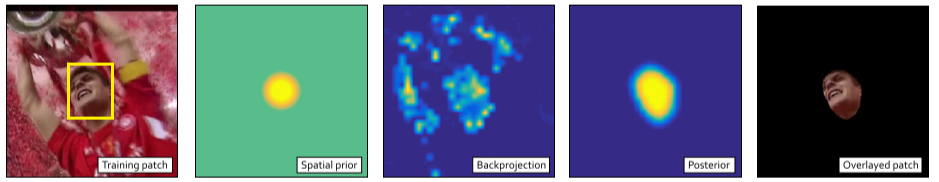 Training patch
Spatial prior
Backprojection
Posterior
Overlayed patch